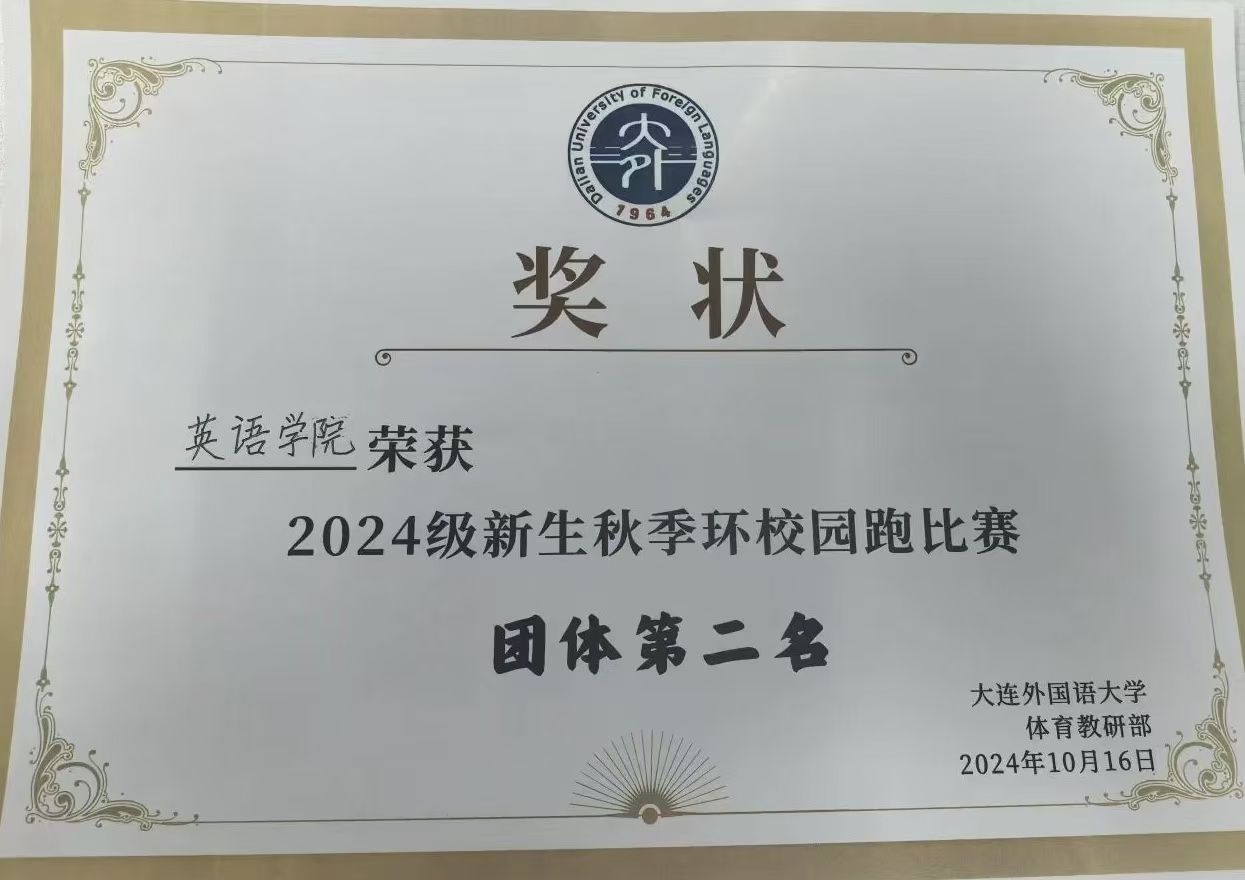 Dalian University of Foreign Languages
大外
1964
奖 状
英语学院 荣获
2024级新生秋季环校园跑比赛
团体第二名
大连外国语大学
体育教研部
2024年10月16日